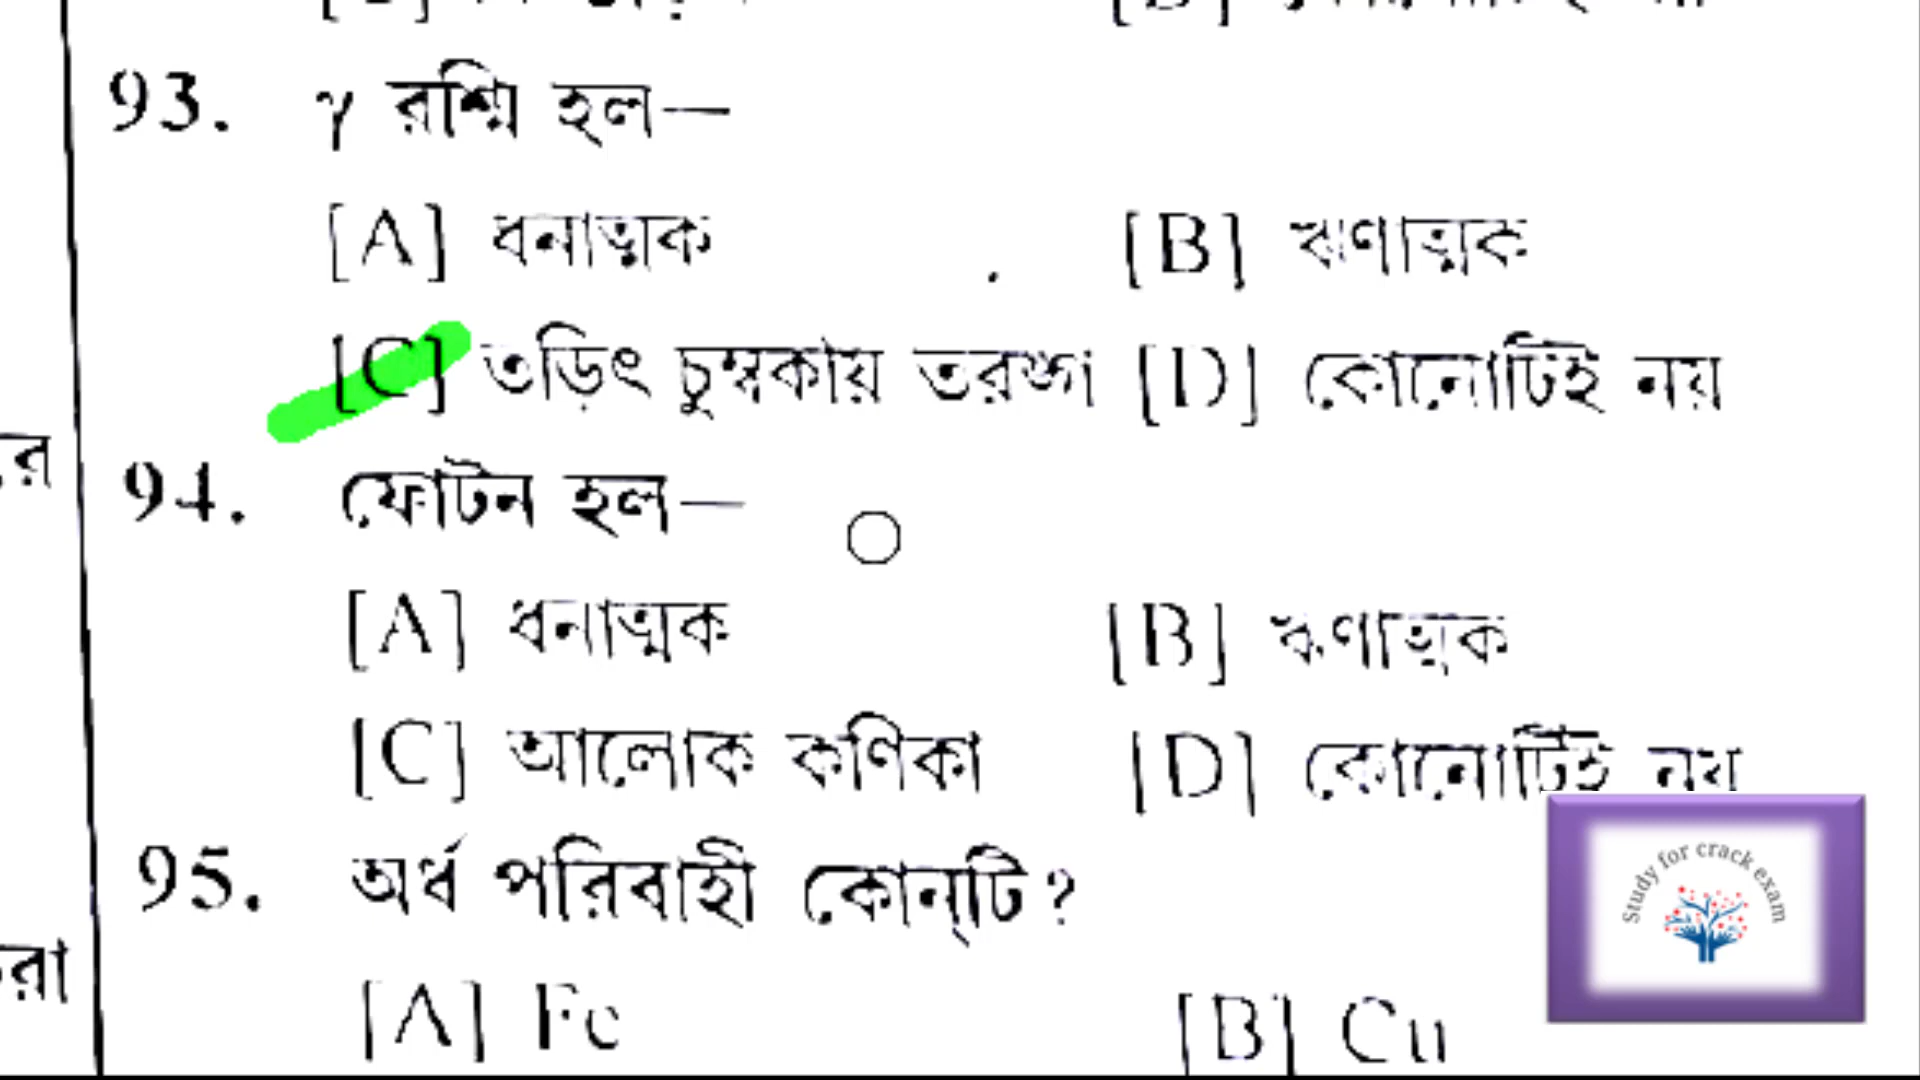 93. γ রশ্মি হল—
[A] ধনাত্মক [B] ঋণাত্মক
[C] তড়িৎ চুম্বকীয় তরঙ্গ [D] কোনোটিই নয়
94. ফোটন হল—
[A] ধনাত্মক [B] ঋণাত্মক
[C] আলোক কণিকা [D] কোনোটিই নয়
95. অর্ধ পরিবাহী কোন্‌টি?
[A] Fe [B] Cu
Study for crack exam